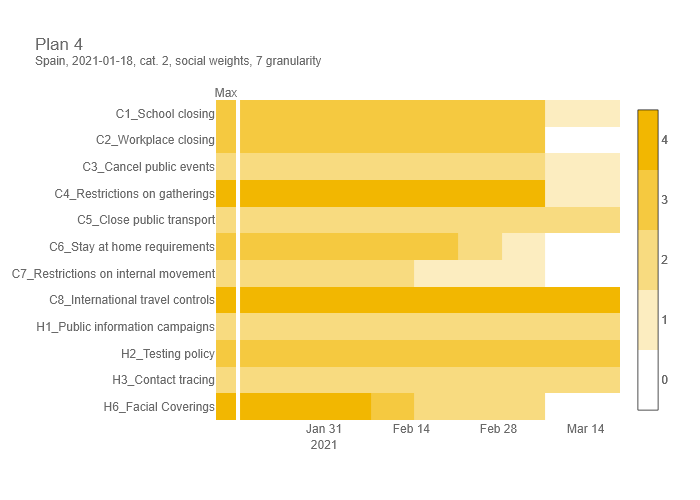 Plan 4
Spain, 2021-01-18, cat. 2, social weights, 7 granularity
Max
C1_School closing
C2_Workplace closing
C3_Cancel public events
C4_Restrictions on gatherings
C5_Close public transport
C6_Stay at home requirements
C7_Restrictions on internal movement
C8_International travel controls
H1_Public information campaigns
H2_Testing policy
H3_Contact tracing
H6_Facial Coverings
Jan 31 Feb 14 Feb 28 Mar 14
2021
4
3
2
1
0